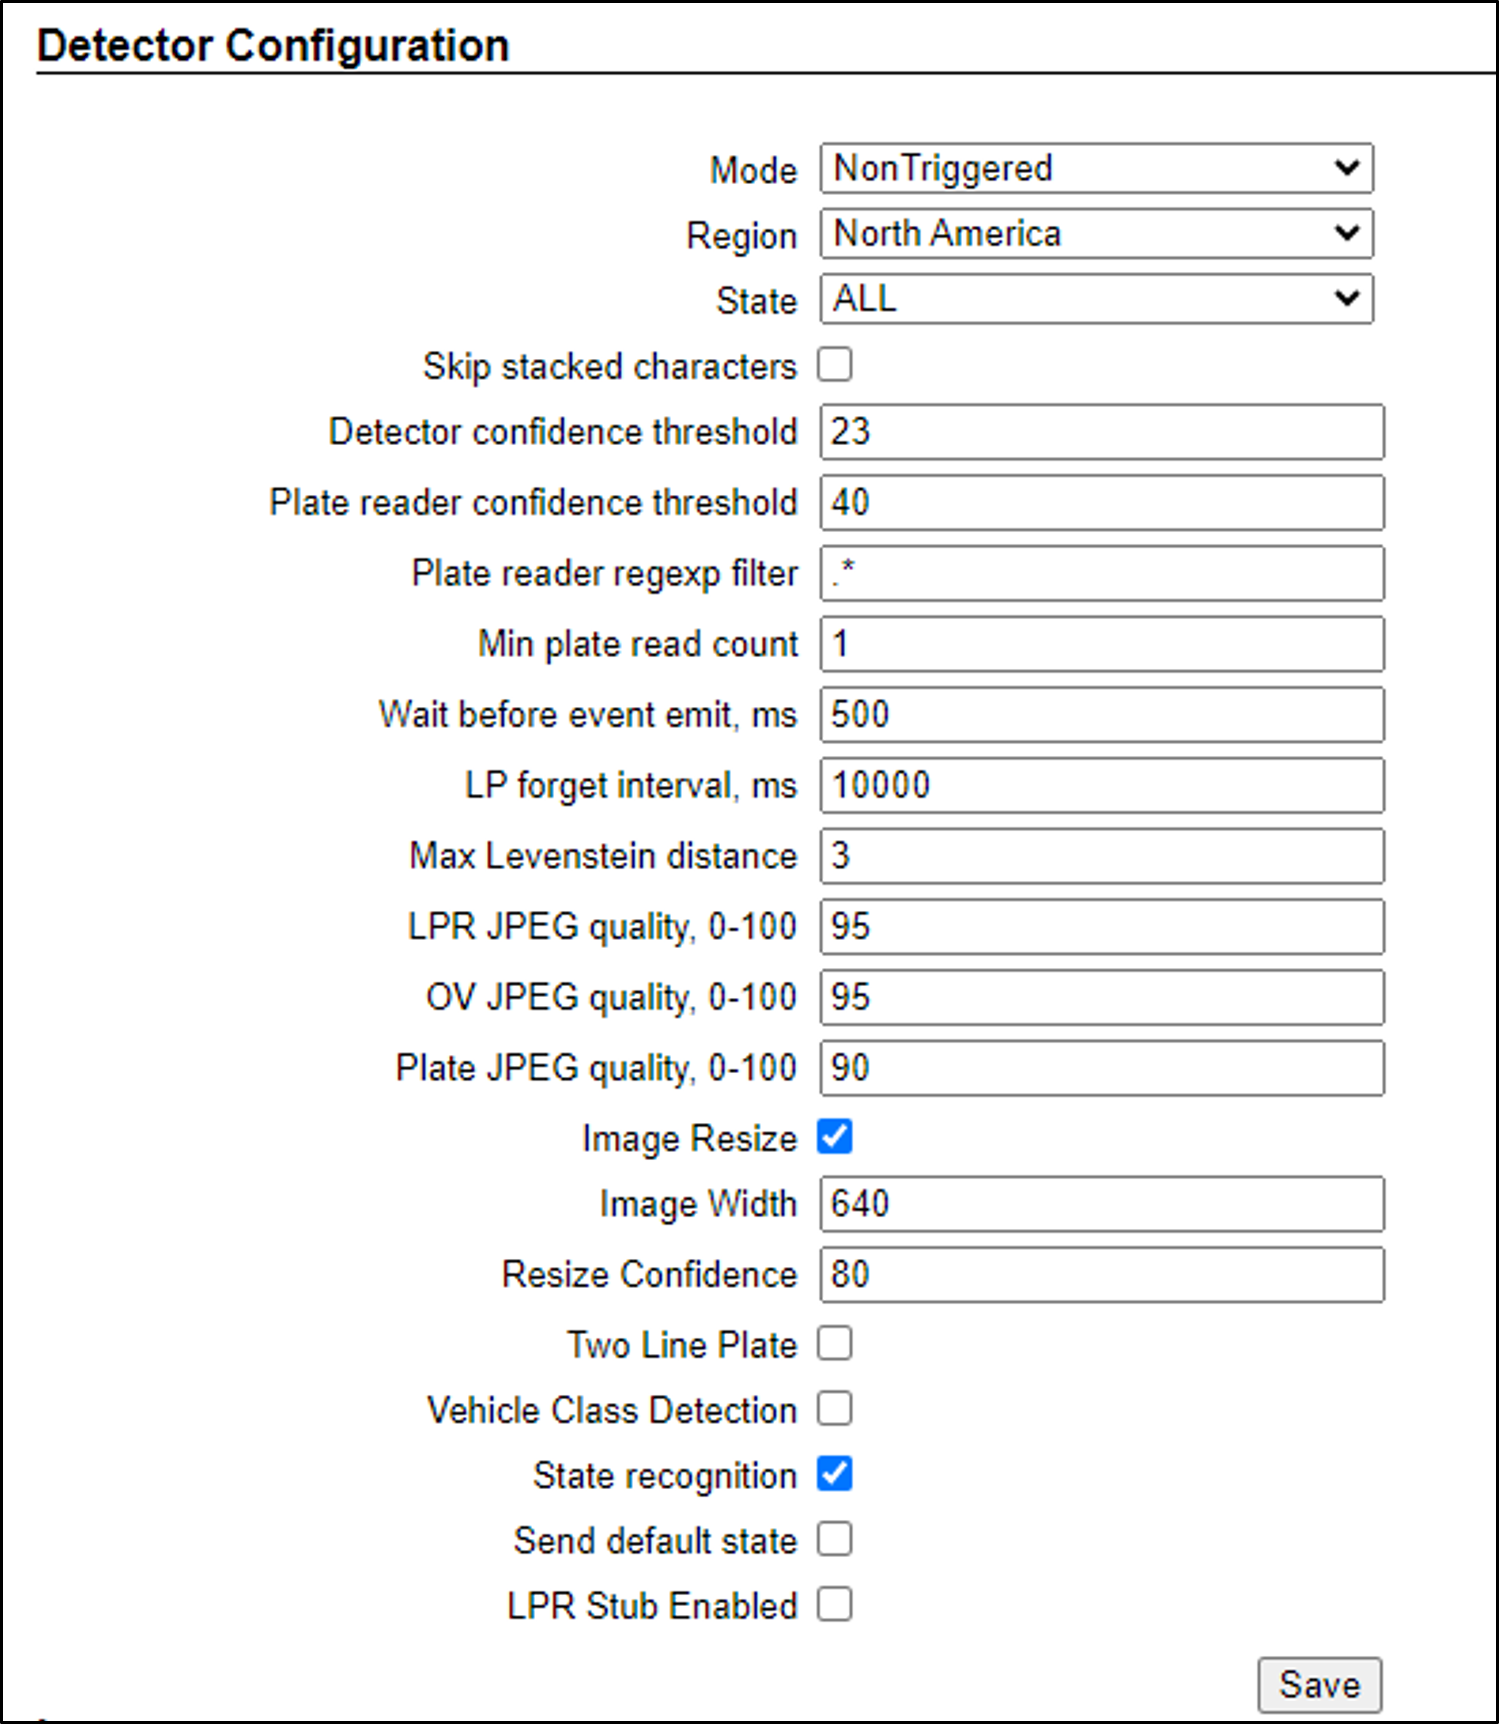 Detector Configuration
Mode NonTriggered
Region North America
State ALL
Skip stacked characters
Detector confidence threshold 23
Plate reader confidence threshold 40
Plate reader regexp filter .*
Min plate read count 1
Wait before event emit, ms 500
LP forget interval, ms 10000
Max Levenstein distance 3
LPR JPEG quality, 0-100 95
OV JPEG quality, 0-100 95
Plate JPEG quality, 0-100 90
Image Resize
Image Width 640
Resize Confidence 80
Two Line Plate
Vehicle Class Detection
State recognition
Send default state
LPR Stub Enabled
Save